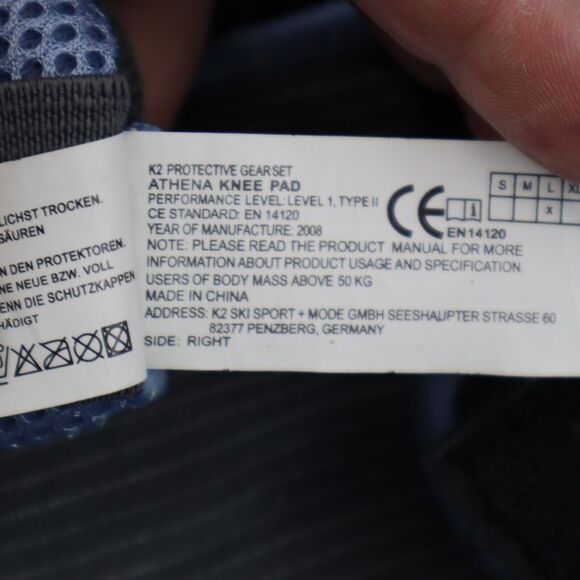 LICHST TROCKEN.
SÄUREN
EN DEN PROTEKTOREN.
NE NEUE BZW. VOLL
ENN DIE SCHUTZKAPPEN
HÄDIGT
K2 PROTECTIVE GEARSET
ATHENA KNEE PAD
PERFORMANCE LEVEL: LEVEL 1, TYPE II
CE STANDARD: EN 14120
YEAR OF MANUFACTURE: 2008
NOTE: PLEASE READ THE PRODUCT MANUAL FOR MORE
INFORMATION ABOUT PRODUCT USAGE AND SPECIFICATION.
USERS OF BODY MASS ABOVE 50 KG
MADE IN CHINA
ADDRESS: K2 SKI SPORT + MODE GMBH SEESHAUPTER STRASSE 60
82377 PENZBERG, GERMANY
SIDE: RIGHT
CE
EN 14120
S M L
X